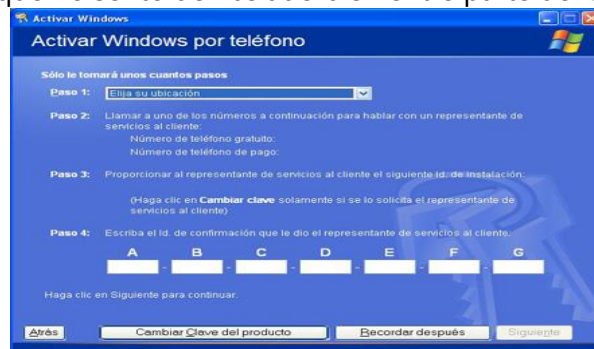 Activar Windows
Activar Windows por teléfono
Sólo le tomará unos cuantos pasos
Paso 1: Elija su ubicación
Paso 2: Llamar a uno de los números a continuación para hablar con un representante de
servicios al cliente:
Número de teléfono gratuito:
Número de teléfono de pago:
Paso 3: Proporcionar al representante de servicios al cliente el siguiente Id. de instalación:
(Haga clic en Cambiar clave solamente si se lo solicita el representante de
servicios al cliente)
Paso 4: Escriba el Id. de confirmación que le dio el representante de servicios al cliente.
A B C D E F G
Haga clic en Siguiente para continuar.
Atrás Cambiar Clave del producto Recordar después Siguiente